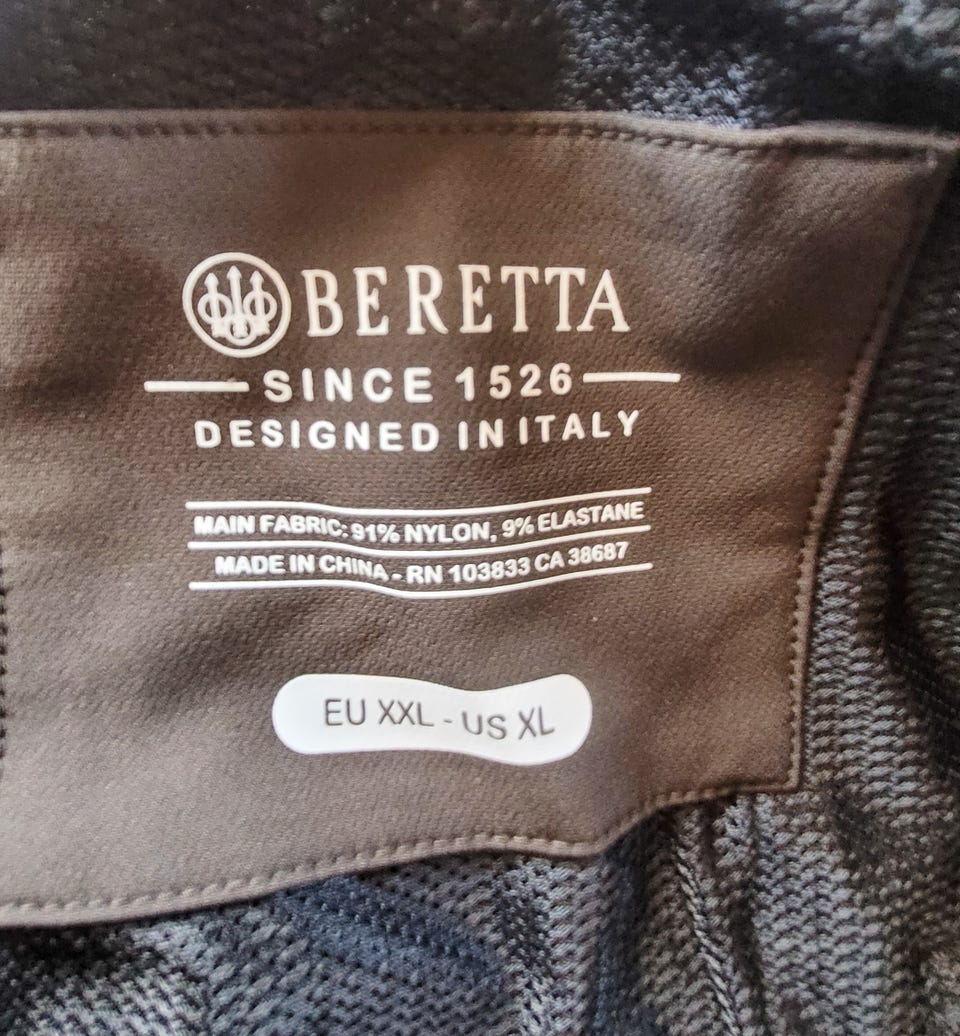 BERETTA
SINCE 1526
DESIGNED IN ITALY
MAIN FABRIC: 91% NYLON, 9% ELASTANE
MADE IN CHINA - RN 103833 CA 38687
EU XXL - US XL